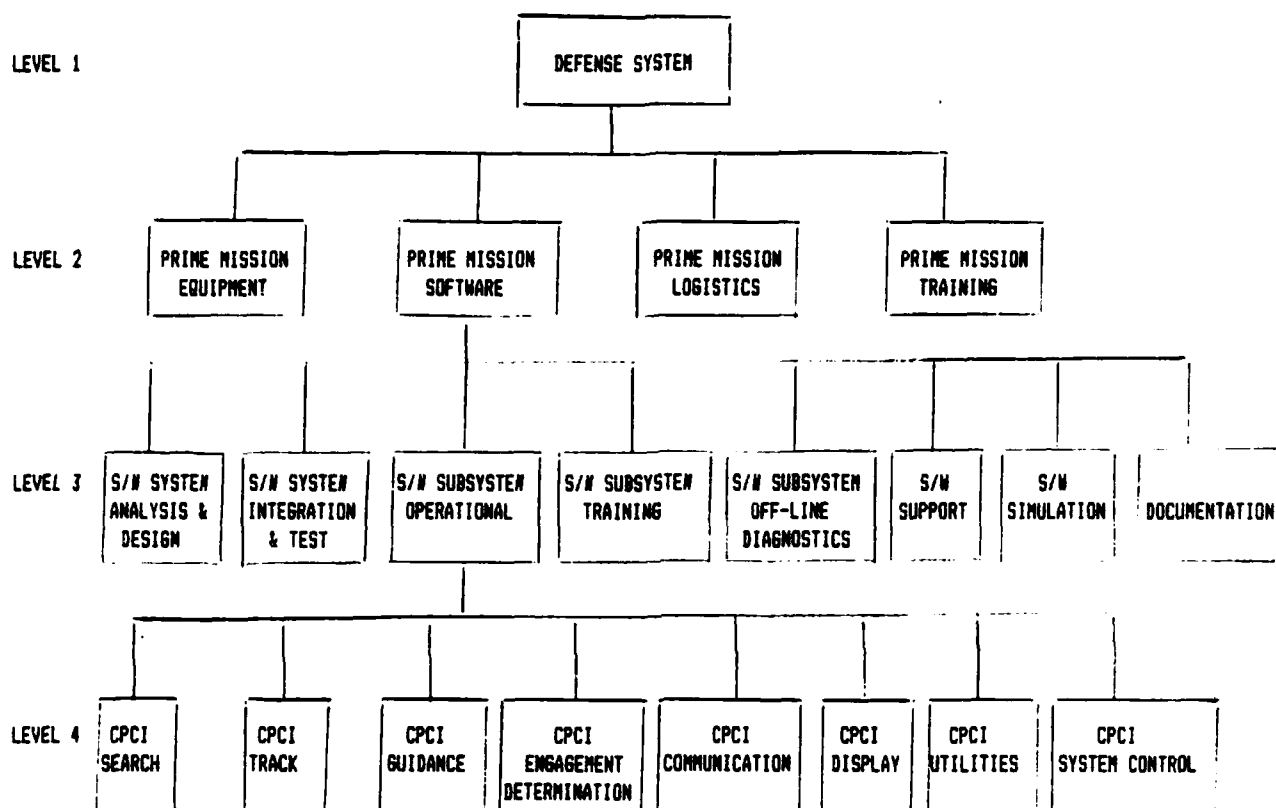 LEVEL 1
DEFENSE SYSTEM
LEVEL 2
PRIME MISSION
EQUIPMENT
PRIME MISSION
SOFTWARE
PRIME MISSION
LOGISTICS
PRIME MISSION
TRAINING
LEVEL 3
S/W SYSTEM
ANALYSIS &
DESIGN
S/W SYSTEM
INTEGRATION
& TEST
S/W SUBSYSTEM
OPERATIONAL
S/W SUBSYSTEM
TRAINING
S/W SUBSYSTEM
OFF-LINE
DIAGNOSTICS
S/W
SUPPORT
S/W
SIMULATION
DOCUMENTATION
LEVEL 4
CPCI
SEARCH
CPCI
TRACK
CPCI
GUIDANCE
CPCI
ENGAGEMENT
DETERMINATION
CPCI
COMMUNICATION
CPCI
DISPLAY
CPCI
UTILITIES
CPCI
SYSTEM CONTROL